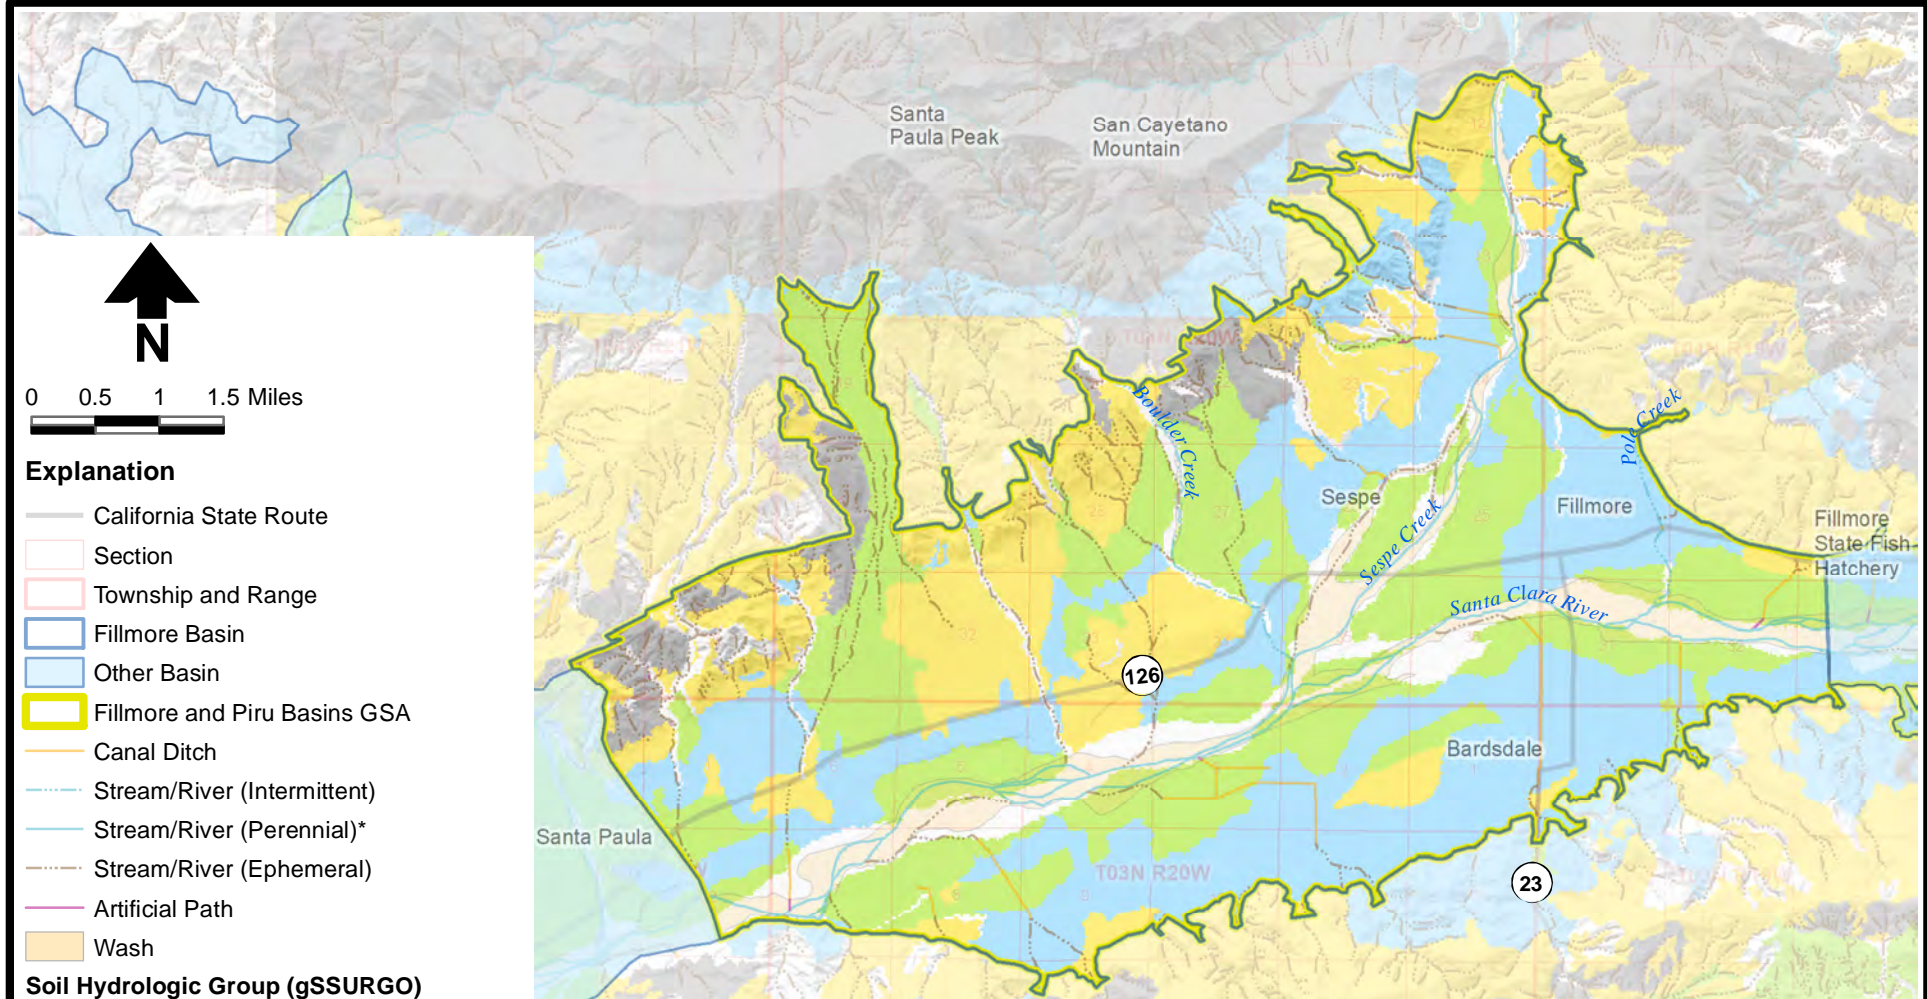 Santa
Paula Peak
San Cayetano
Mountain
N
0 0.5 1 1.5 Miles
Explanation
California State Route
Section
Township and Range
Fillmore Basin
Other Basin
Fillmore and Piru Basins GSA
Canal Ditch
Stream/River (Intermittent)
Stream/River (Perennial)*
Stream/River (Ephemeral)
Artificial Path
Wash
Soil Hydrologic Group (gSSURGO)
Boulder Creek
Pole Creek
Sespe
Sespe Creek
Fillmore
Fillmore
State Fish
Hatchery
Santa Clara River
126
Bardsdale
Santa Paula
T03N R20W
23